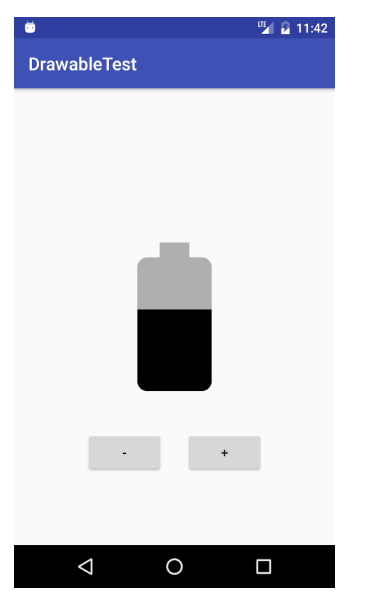 LTE 11:42
DrawableTest
- +